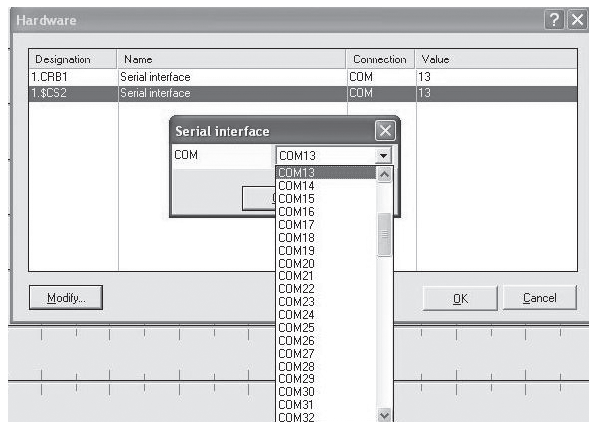 Hardware
Designation Name Connection Value
1.CRB1 Serial interface COM 13
1.$CS2 Serial interface COM 13
Serial interface
COM COM13
COM13
COM14
COM15
COM16
COM17
COM18
COM19
COM20
COM21
COM22
COM23
COM24
COM25
COM26
COM27
COM28
COM29
COM30
COM31
COM32
Modify... OK Cancel